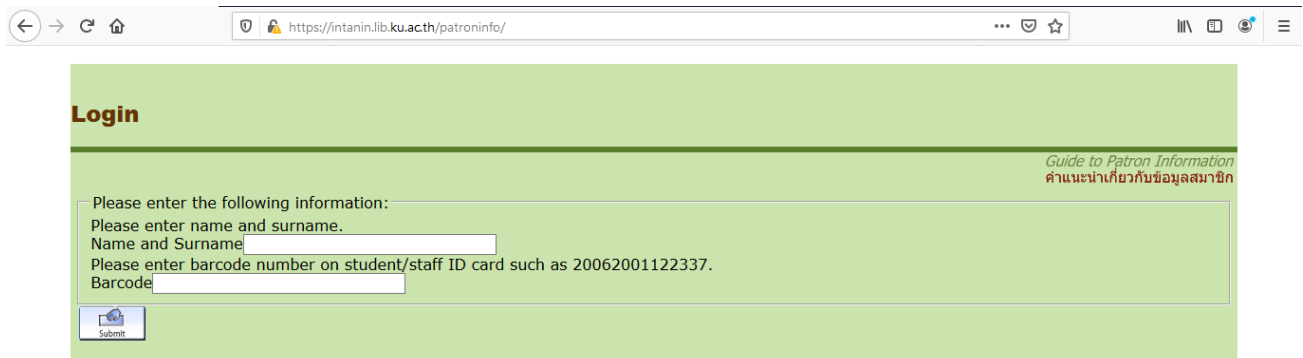 https://intanin.lib.ku.ac.th/patroninfo/
Login
Guide to Patron Information
คำแนะนำเกี่ยวกับข้อมูลสมาชิก
Please enter the following information:
Please enter name and surname.
Name and Surname
Please enter barcode number on student/staff ID card such as 20062001122337.
Barcode
Submit